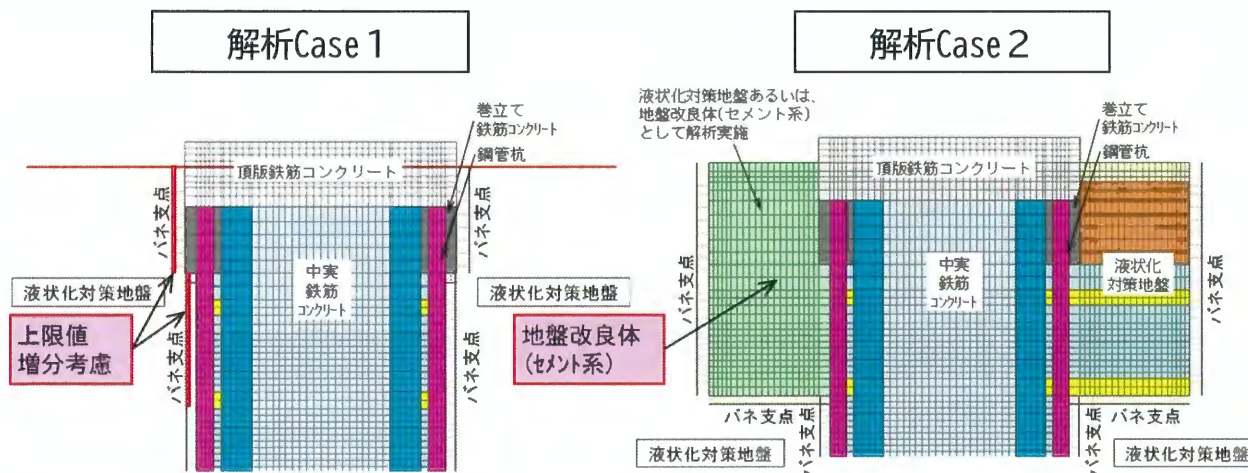 解析Case１
巻立て
鉄筋コンクリート
鋼管杭
頂版鉄筋コンクリート
バネ支点
バネ支点
中実
鉄筋
コンクリート
液状化対策地盤
液状化対策地盤
上限値
増分考慮
バネ支点
バネ支点
解析Case２
液状化対策地盤あるいは、
地盤改良体(セメント系)
として解析実施
巻立て
鉄筋コンクリート
鋼管杭
頂版鉄筋コンクリート
バネ支点
バネ支点
中実
鉄筋
コンクリート
液状化
対策地盤
地盤改良体
(セメント系)
バネ支点
バネ支点
バネ支点
バネ支点
液状化対策地盤
液状化対策地盤